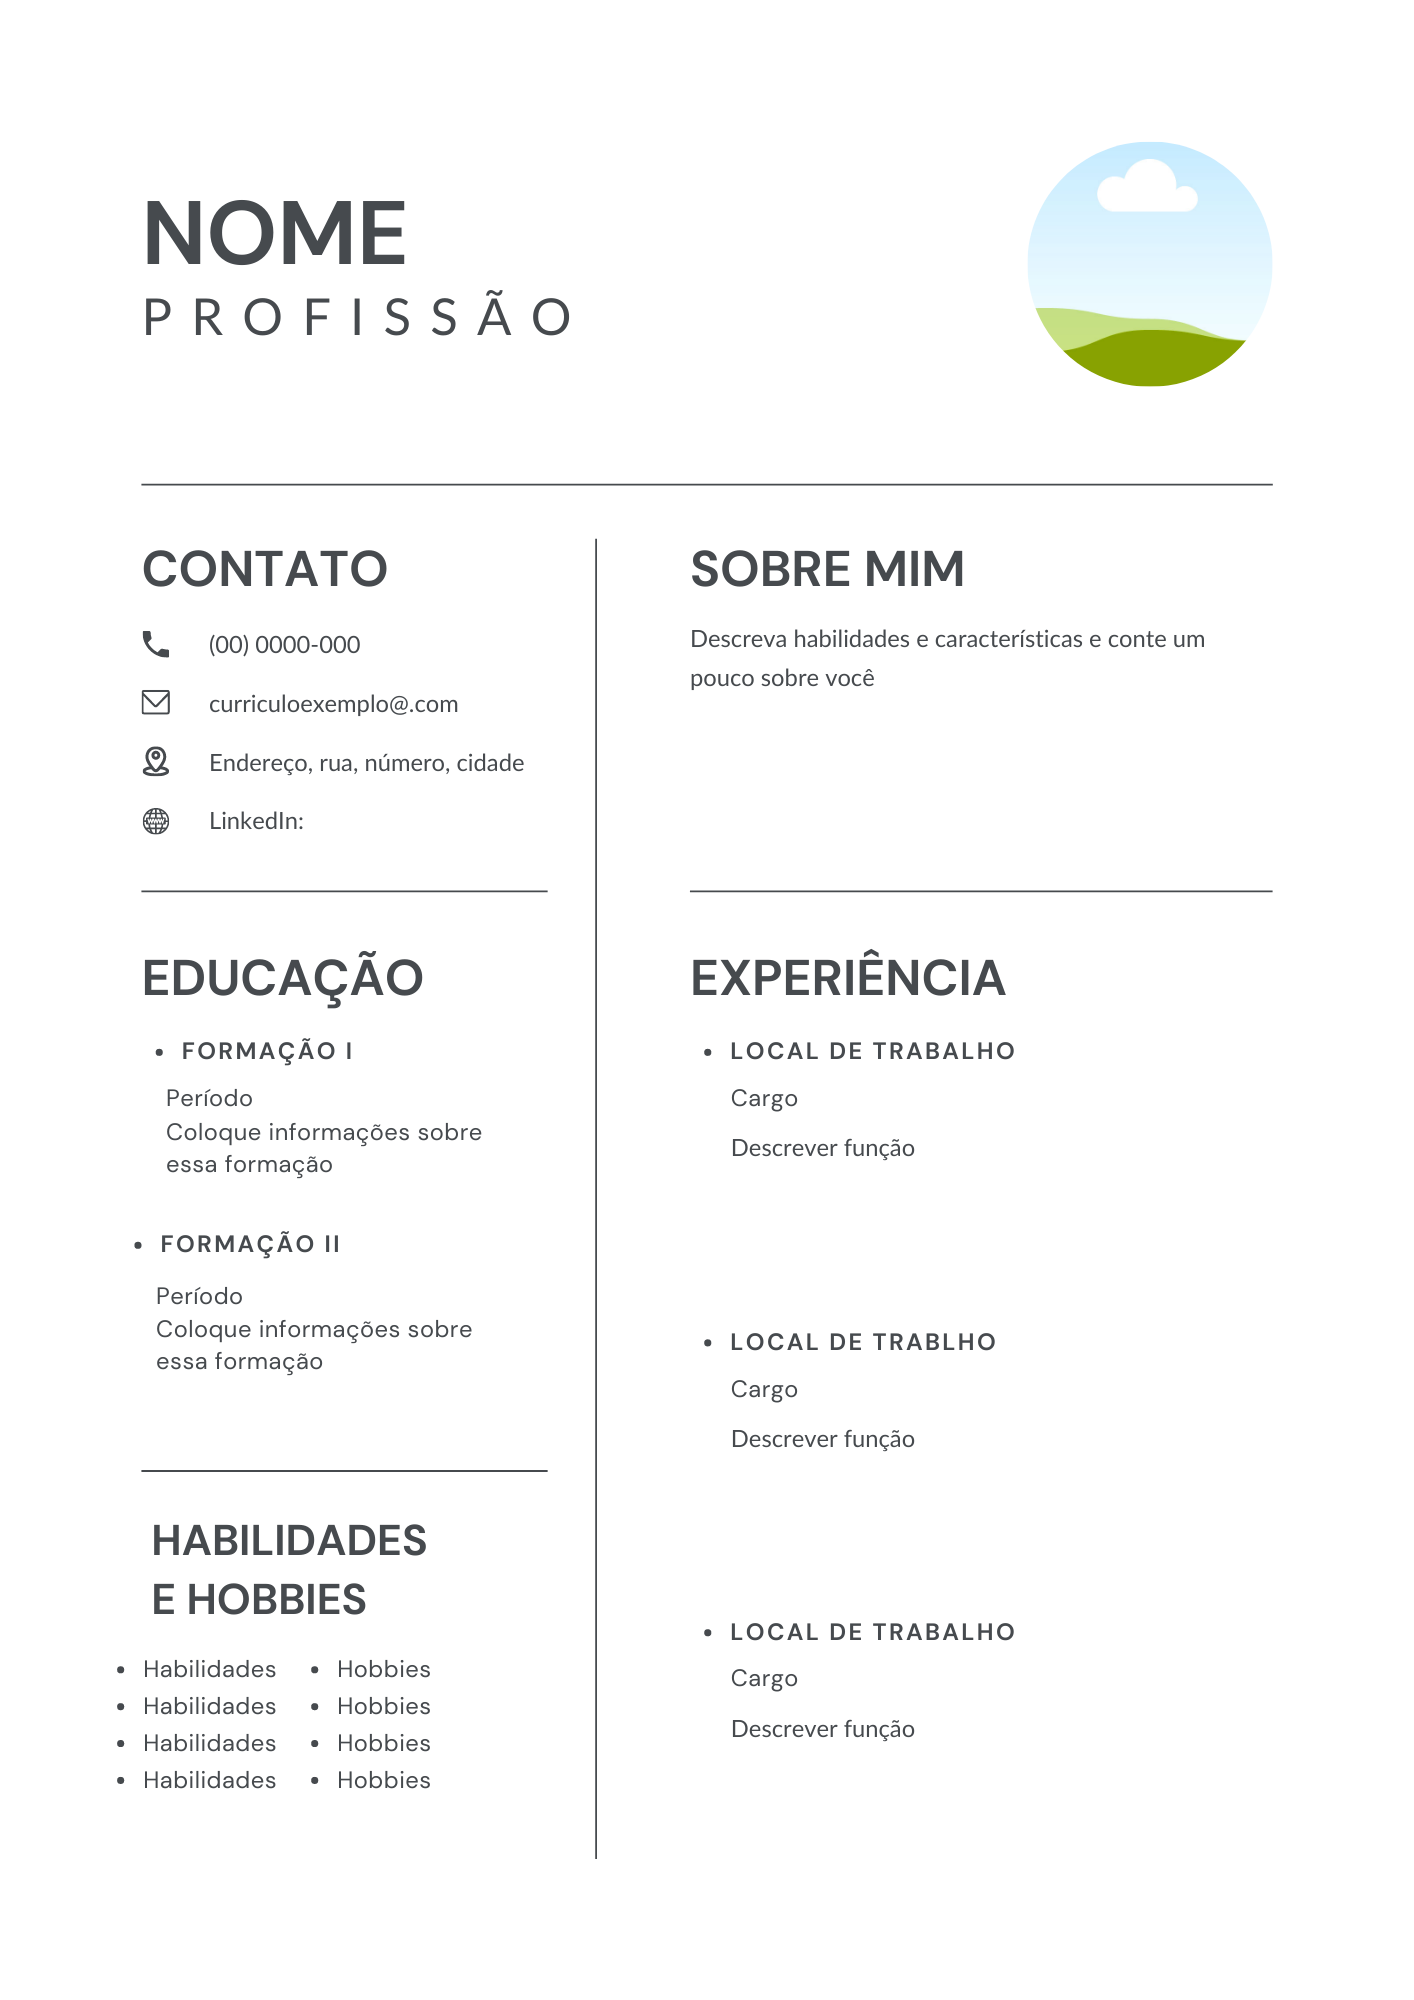 NOME
PROFISSÃO
CONTATO
(00) 0000-000
curriculoexemplo@.com
Endereço, rua, número, cidade
LinkedIn:
EDUCAÇÃO
• FORMAÇÃO I
Período
Coloque informações sobre
essa formação
• FORMAÇÃO II
Período
Coloque informações sobre
essa formação
HABILIDADES
E HOBBIES
• Habilidades
• Habilidades
• Habilidades
• Habilidades
• Hobbies
• Hobbies
• Hobbies
• Hobbies
SOBRE MIM
Descreva habilidades e características e conte um
pouco sobre você
EXPERIÊNCIA
• LOCAL DE TRABALHO
Cargo
Descrever função
• LOCAL DE TRABLHO
Cargo
Descrever função
• LOCAL DE TRABALHO
Cargo
Descrever função